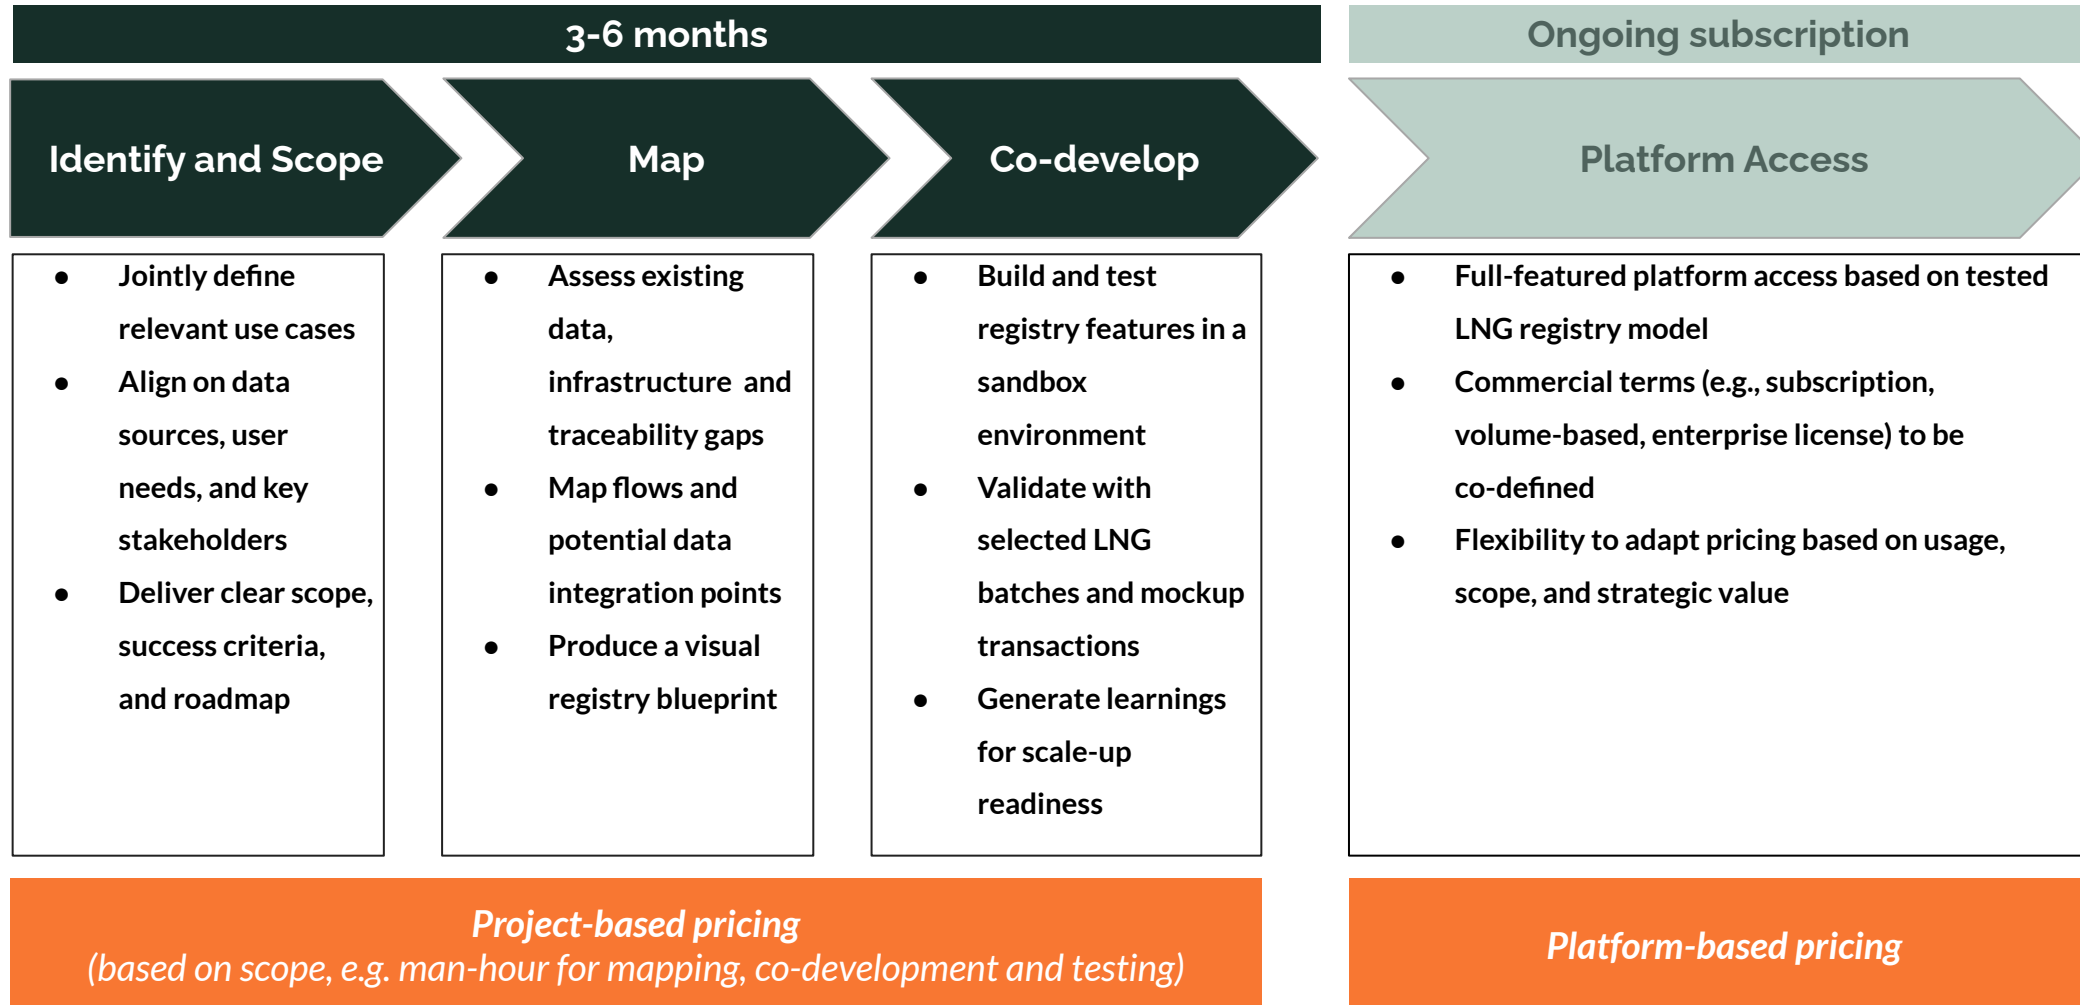 3-6 months
Ongoing subscription
Identify and Scope
Map
Co-develop
Platform Access
● Jointly define
relevant use cases
● Align on data
sources, user
needs, and key
stakeholders
● Deliver clear scope,
success criteria,
and roadmap
● Assess existing
data,
infrastructure and
traceability gaps
● Map flows and
potential data
integration points
● Produce a visual
registry blueprint
● Build and test
registry features in a
sandbox
environment
● Validate with
selected LNG
batches and mockup
transactions
● Generate learnings
for scale-up
readiness
● Full-featured platform access based on tested
LNG registry model
● Commercial terms (e.g., subscription,
volume-based, enterprise license) to be
co-defined
● Flexibility to adapt pricing based on usage,
scope, and strategic value
Project-based pricing
(based on scope, e.g. man-hour for mapping, co-development and testing)
Platform-based pricing